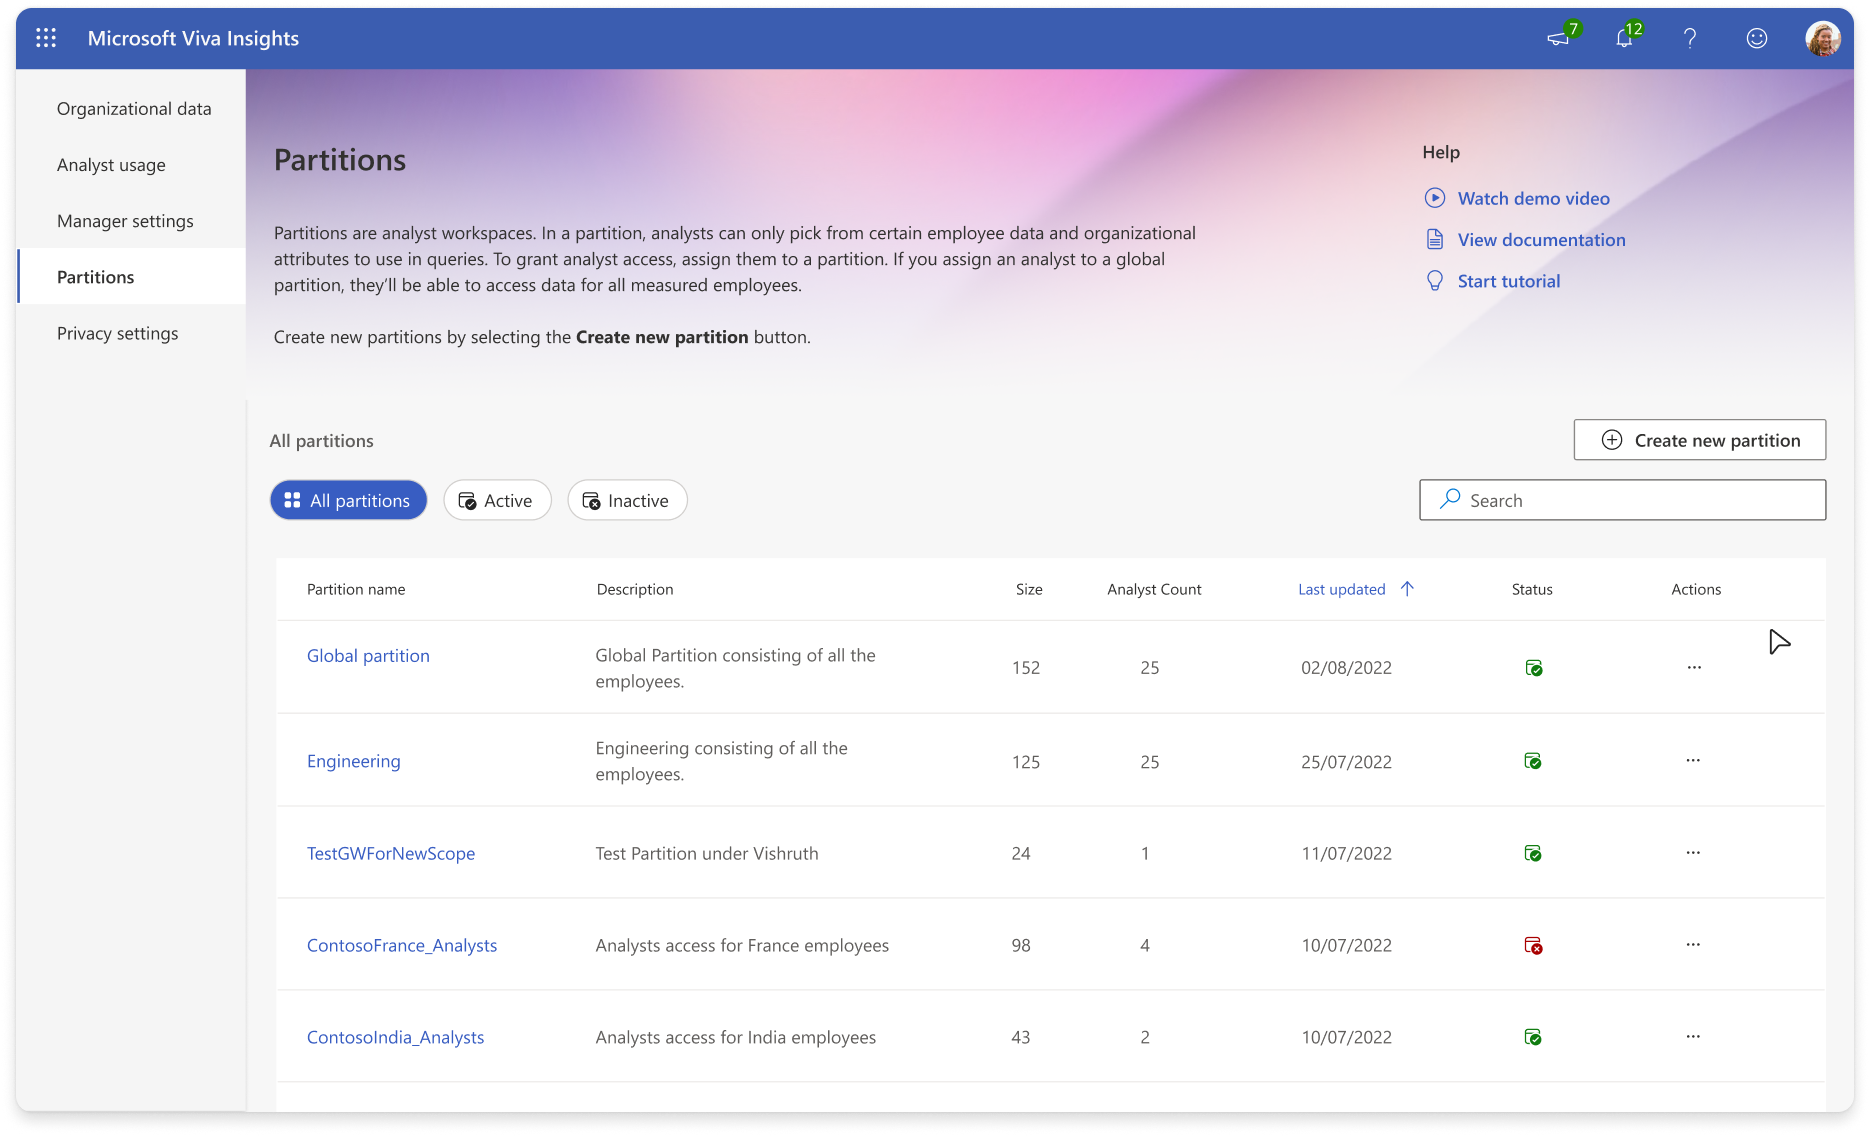 Microsoft Viva Insights
7
12
Organizational data
Analyst usage
Manager settings
Partitions
Privacy settings
Partitions
Partitions are analyst workspaces. In a partition, analysts can only pick from certain employee data and organizational
attributes to use in queries. To grant analyst access, assign them to a partition. If you assign an analyst to a global
partition, they’ll be able to access data for all measured employees.
Create new partitions by selecting the Create new partition button.
Help
Watch demo video
View documentation
Start tutorial
All partitions
Create new partition
All partitions
Active
Inactive
Search
Partition name Description Size Analyst Count Last updated Status Actions
Global partition
Global Partition consisting of all the
employees.
152 25 02/08/2022
Engineering
Engineering consisting of all the
employees.
125 25 25/07/2022
TestGWForNewScope Test Partition under Vishruth 24 1 11/07/2022
ContosoFrance_Analysts Analysts access for France employees 98 4 10/07/2022
ContosoIndia_Analysts Analysts access for India employees 43 2 10/07/2022